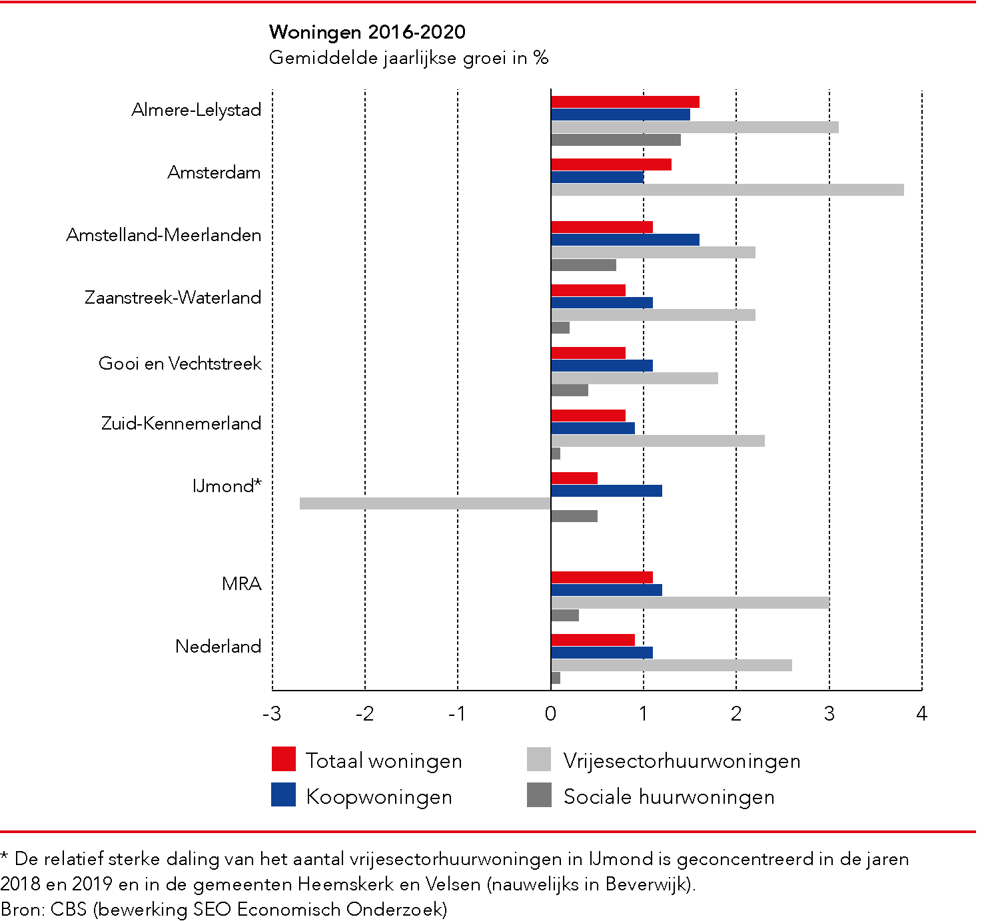 Woningen 2016-2020
Gemiddelde jaarlijkse groei in %
Almere-Lelystad
Amsterdam
Amstelland-Meerlanden
Zaanstreek-Waterland
Gooi en Vechtstreek
Zuid-Kennemerland
IJmond*
MRA
Nederland
-3 -2 -1 0 1 2 3 4
Totaal woningen
Vrijesectorhuurwoningen
Koopwoningen
Sociale huurwoningen
* De relatief sterke daling van het aantal vrijesectorhuurwoningen in IJmond is geconcentreerd in de jaren
2018 en 2019 en in de gemeenten Heemskerk en Velsen (nauwelijks in Beverwijk).
Bron: CBS (bewerking SEO Economisch Onderzoek)